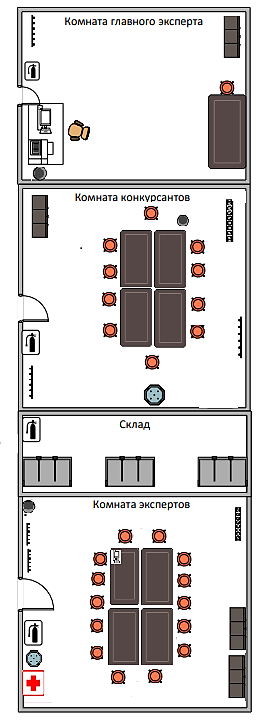 Комната главного эксперта
Комната конкурсантов
Склад
Комната экспертов